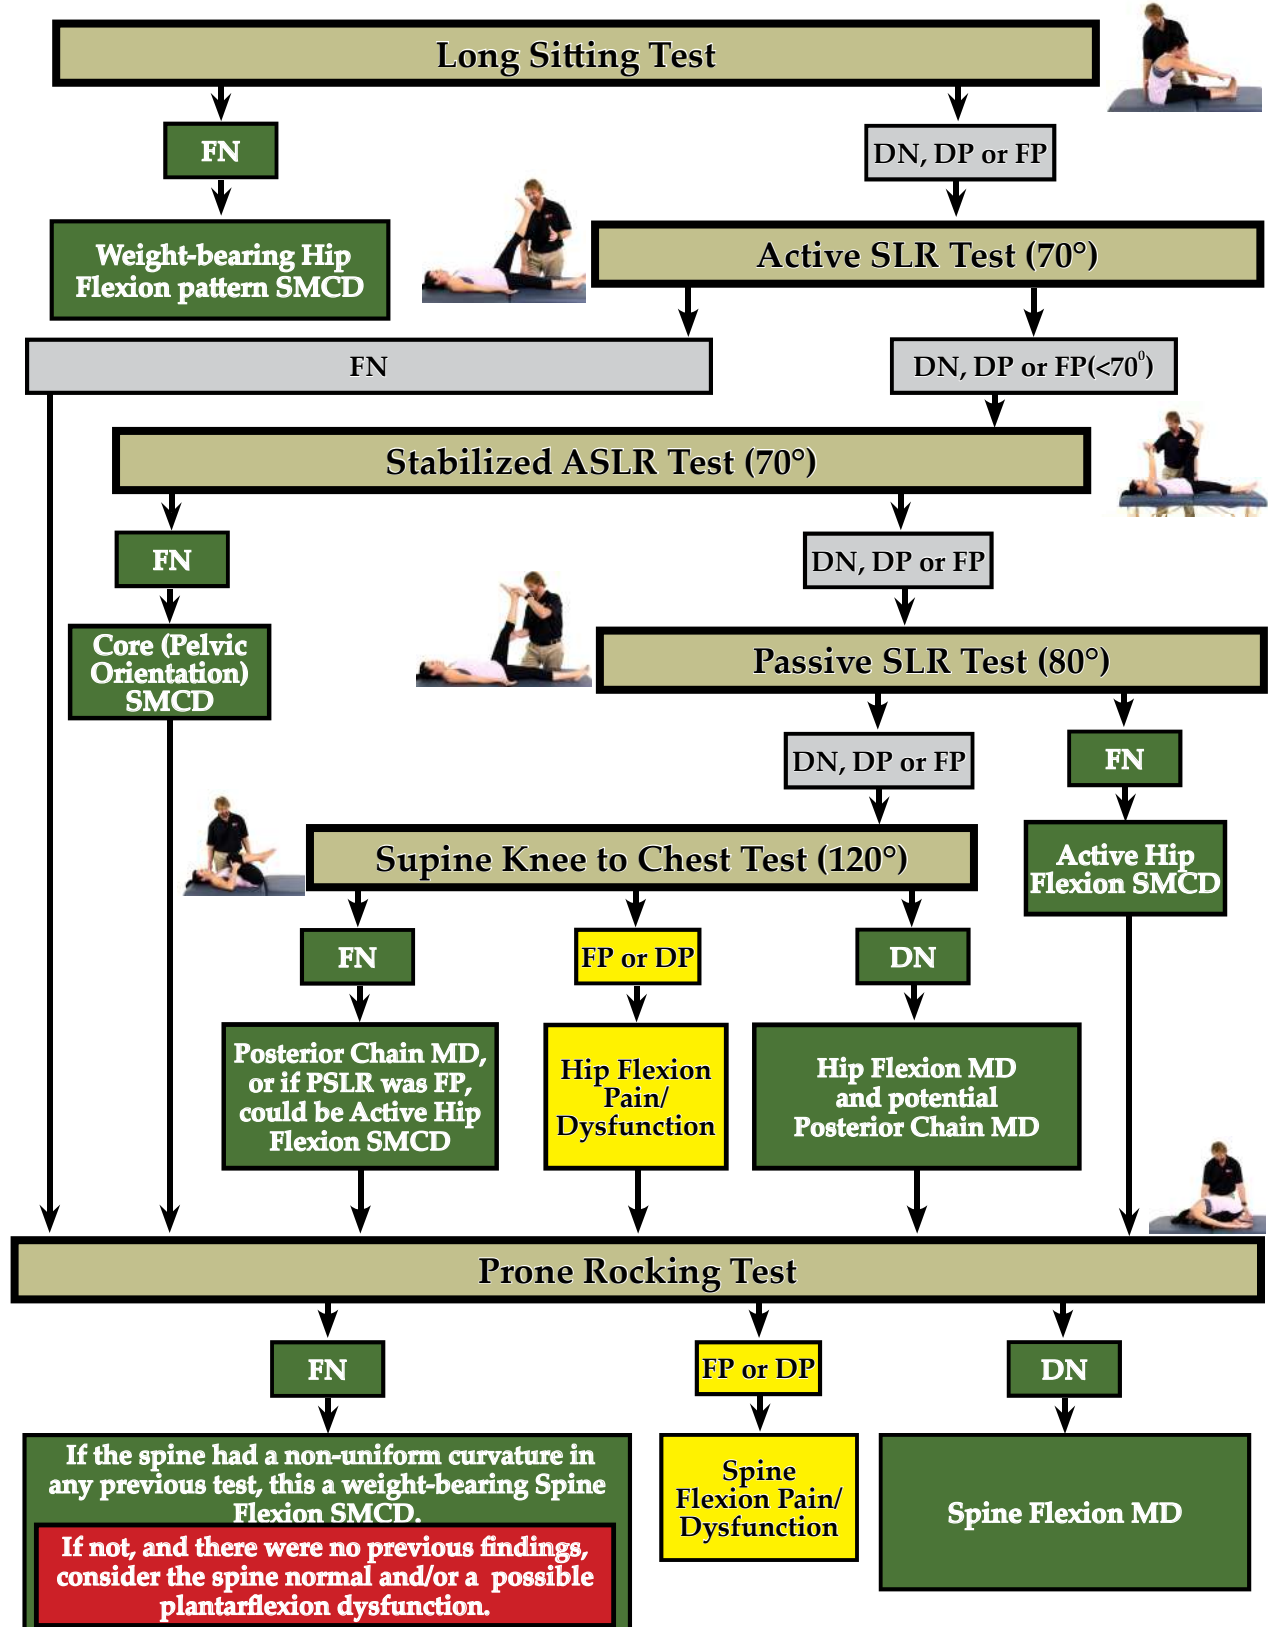 Long Sitting Test
FN
DN, DP or FP
Weight-bearing Hip
Flexion pattern SMCD
Active SLR Test (70°)
FN
DN, DP or FP(<70⁰)
Stabilized ASLR Test (70°)
FN
DN, DP or FP
Core (Pelvic
Orientation)
SMCD
Passive SLR Test (80°)
DN, DP or FP
FN
Supine Knee to Chest Test (120°)
Active Hip
Flexion SMCD
FN
FP or DP
DN
Posterior Chain MD,
or if PSLR was FP,
could be Active Hip
Flexion SMCD
Hip Flexion
Pain/
Dysfunction
Hip Flexion MD
and potential
Posterior Chain MD
Prone Rocking Test
FN
FP or DP
DN
If the spine had a non-uniform curvature in
any previous test, this a weight-bearing Spine
Flexion SMCD.
If not, and there were no previous findings,
consider the spine normal and/or a possible
plantarflexion dysfunction.
Spine
Flexion Pain/
Dysfunction
Spine Flexion MD